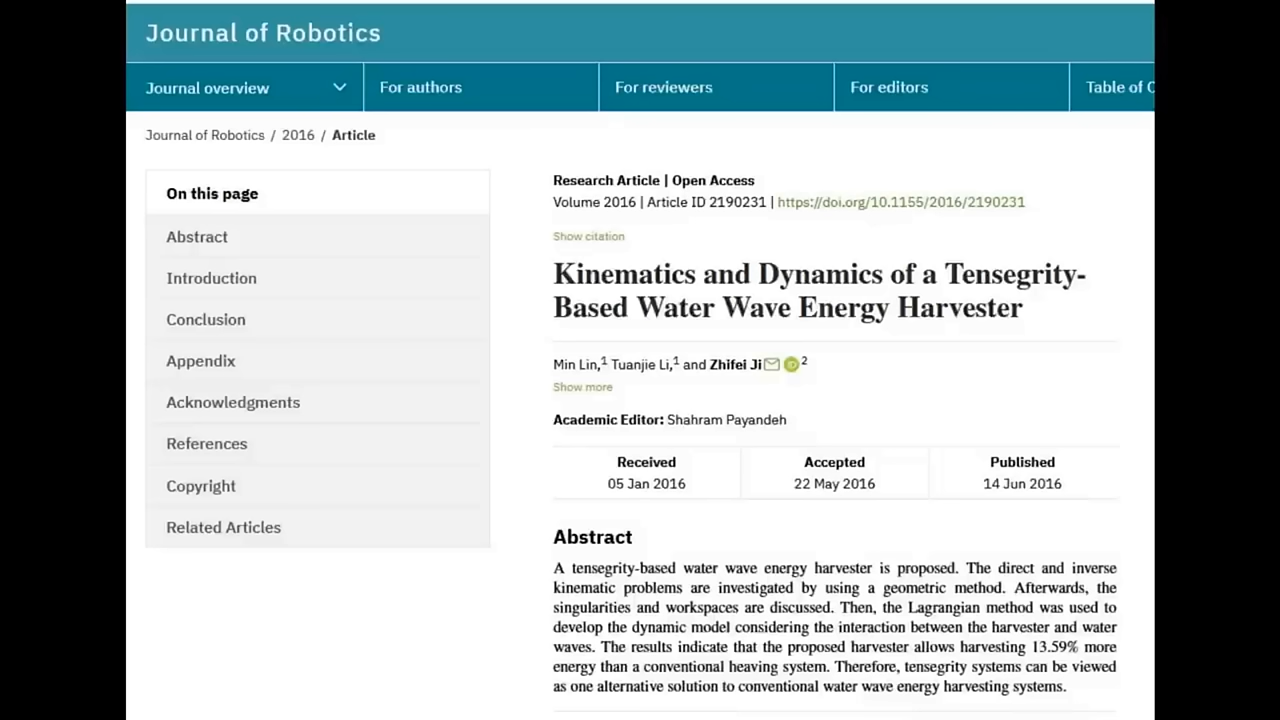 Journal of Robotics
Journal overview
For authors
For reviewers
For editors
Table of C
Journal of Robotics / 2016 / Article
On this page
Abstract
Introduction
Conclusion
Appendix
Acknowledgments
References
Copyright
Related Articles
Research Article | Open Access
Volume 2016 | Article ID 2190231 | https://doi.org/10.1155/2016/2190231
Show citation
Kinematics and Dynamics of a Tensegrity-
Based Water Wave Energy Harvester
Min Lin,1 Tuanjie Li,1 and Zhifei Ji iD 2
Show more
Academic Editor: Shahram Payandeh
Received
05 Jan 2016
Accepted
22 May 2016
Published
14 Jun 2016
Abstract
A tensegrity-based water wave energy harvester is proposed. The direct and inverse
kinematic problems are investigated by using a geometric method. Afterwards, the
singularities and workspaces are discussed. Then, the Lagrangian method was used to
develop the dynamic model considering the interaction between the harvester and water
waves. The results indicate that the proposed harvester allows harvesting 13.59% more
energy than a conventional heaving system. Therefore, tensegrity systems can be viewed
as one alternative solution to conventional water wave energy harvesting systems.